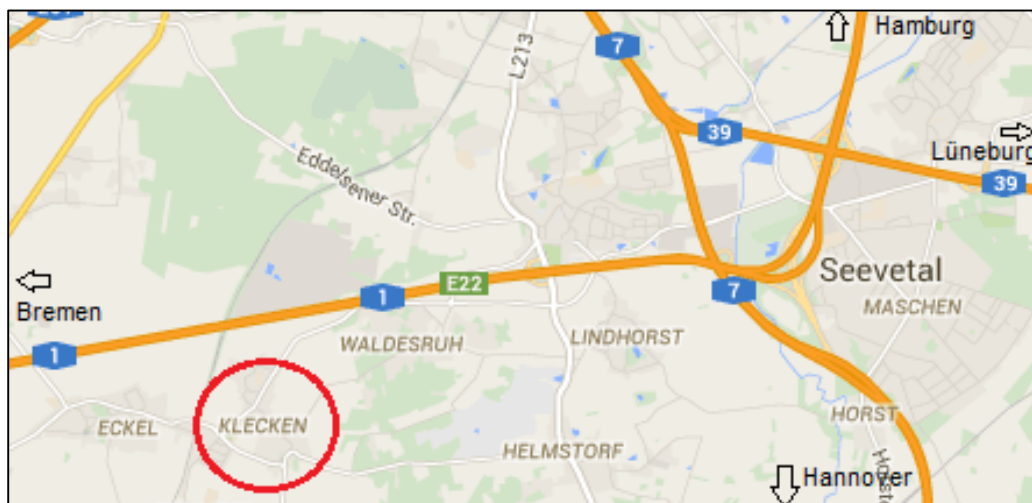 Hamburg
7
L213
39
Lüneburg
39
Eddelsener Str.
E22
Seevetal
Bremen
1
7
MASCHEN
1
WALDESRUH
LINDHORST
ECKEL
KLECKEN
HORST
HELMSTORF
Hannover